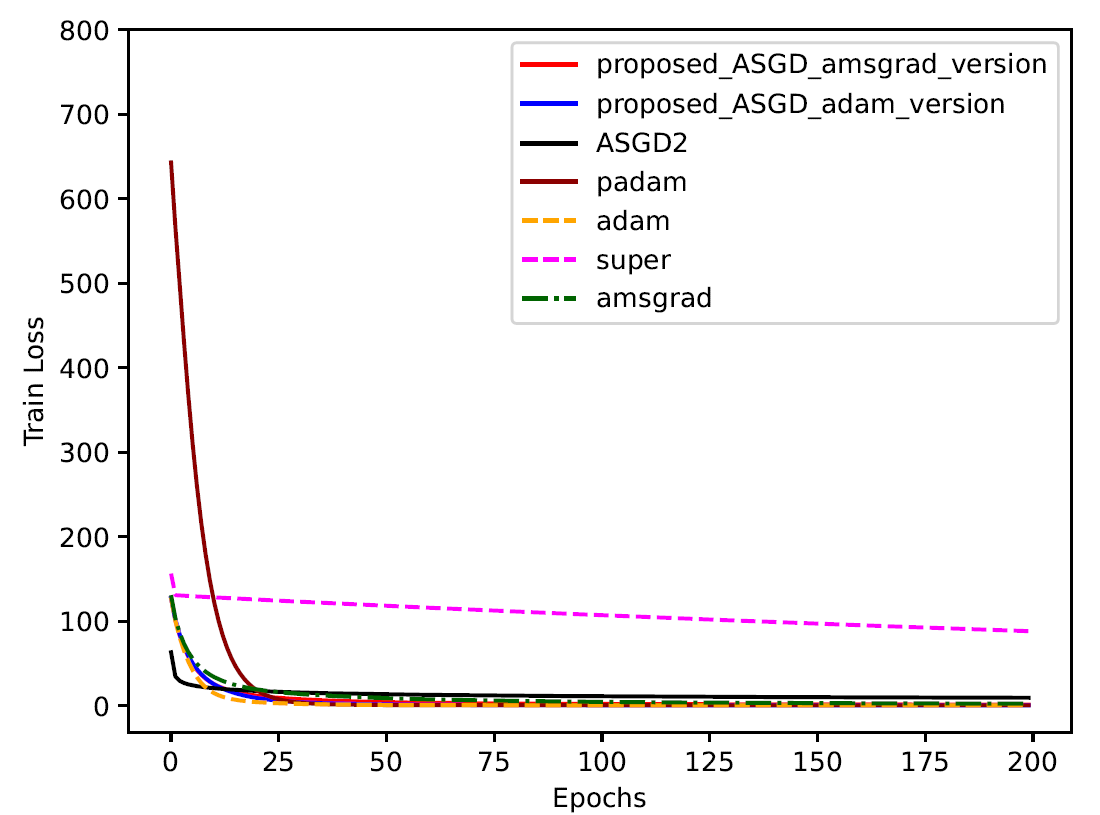 800
700
600
500
400
300
200
100
0
Train Loss
proposed_ASGD_amsgrad_version
proposed_ASGD_adam_version
ASGD2
padam
adam
super
amsgrad
0 25 50 75 100 125 150 175 200
Epochs